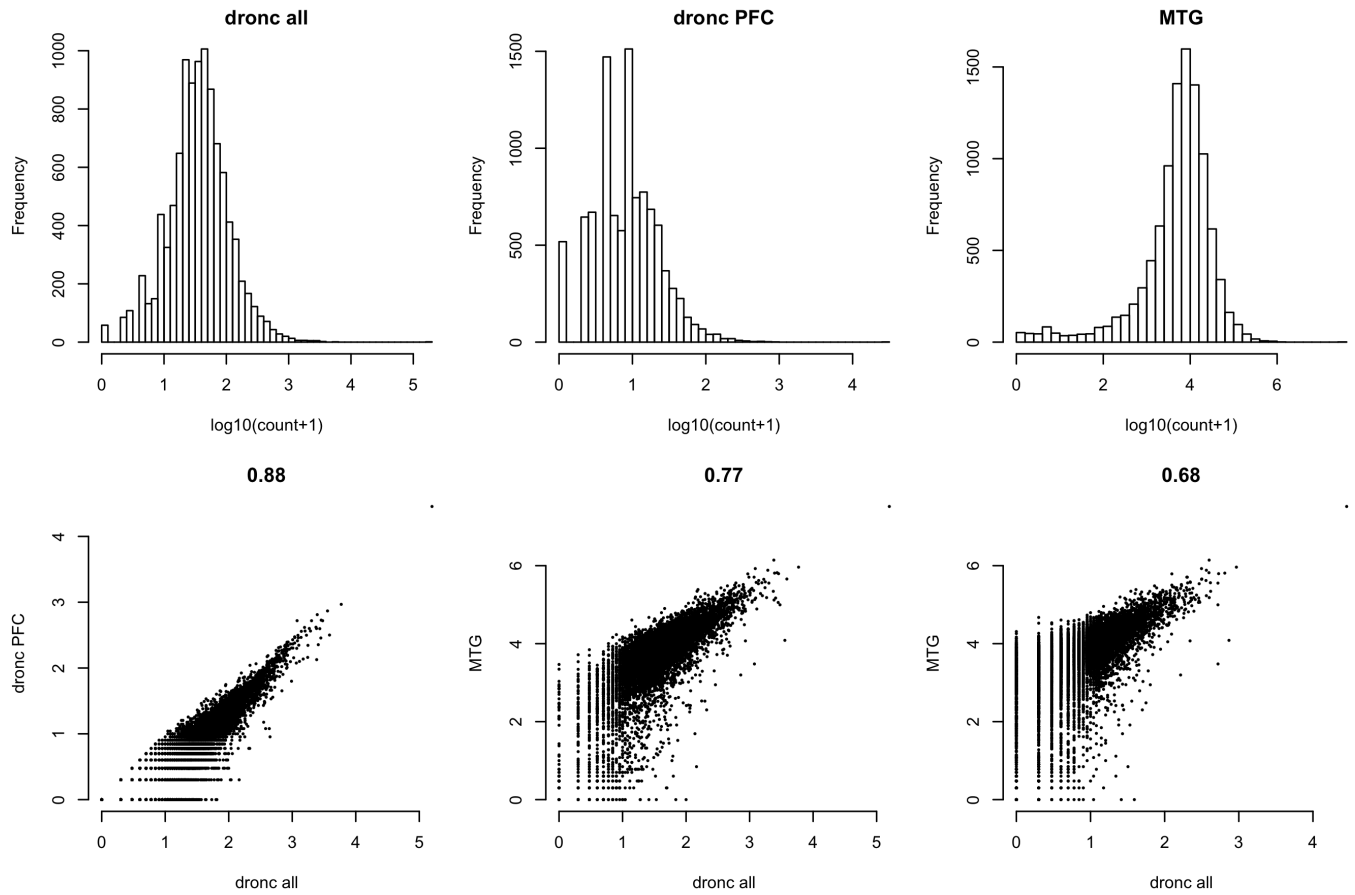 dronc all
Frequency
0 200 400 600 800 1000
0 1 2 3 4 5
log10(count+1)
dronc PFC
Frequency
0 500 1000 1500
0 1 2 3 4
log10(count+1)
MTG
Frequency
0 500 1000 1500
0 2 4 6
log10(count+1)
0.88
dronc PFC
0 1 2 3 4
0 1 2 3 4 5
dronc all
0.77
MTG
0 2 4 6
0 1 2 3 4 5
dronc all
0.68
MTG
0 2 4 6
0 1 2 3 4
dronc all